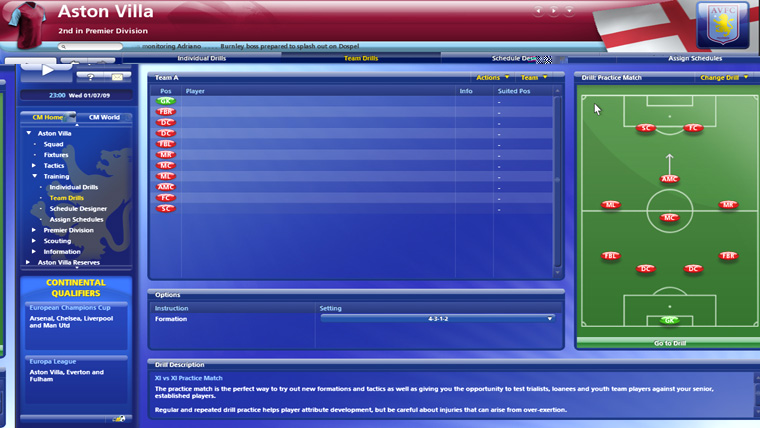 Aston Villa
2nd in Premier Division
AVFC
monitoring Adriano
Burnley boss prepared to splash out on Dospel
Individual Drills
Team Drills
Schedule Desig
Assign Schedules
?
23:00 Wed 01/07/09
CM Home
CM World
Aston Villa
Squad
Fixtures
Tactics
Training
Individual Drills
Team Drills
Schedule Designer
Assign Schedules
Premier Division
Scouting
Information
Aston Villa Reserves
CONTINENTAL
QUALIFIERS
European Champions Cup
Arsenal, Chelsea, Liverpool
and Man Utd
Europa League
Aston Villa, Everton and
Fulham
Team A
Actions
Team
Pos Player Info Suited Pos
GK -
FBR -
DC -
DC -
FBL -
MR -
MC -
ML -
AMC -
FC -
SC -
Options
Instruction Setting
Formation 4-3-1-2
Drill Description
XI vs XI Practice Match
The practice match is the perfect way to try out new formations and tactics as well as giving you the opportunity to test trialists, loanees and youth team players against your senior,
established players.
Regular and repeated drill practice helps player attribute development, but be careful about injuries that can arise from over-exertion.
Drill: Practice Match
Change Drill
SC FC
AMC
ML MR
MC
FBL FBR
DC DC
GK
Go to Drill